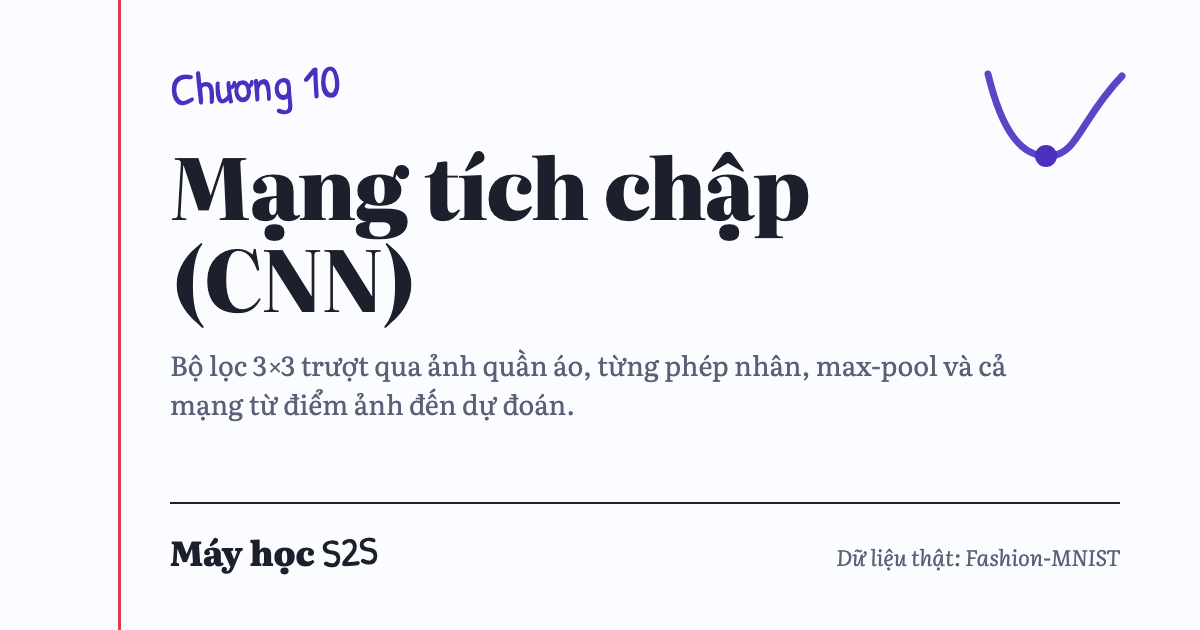 Chương 10
Mạng tích chập
(CNN)
Bộ lọc 3×3 trượt qua ảnh quần áo, từng phép nhân, max-pool và cả
mạng từ điểm ảnh đến dự đoán.
Máy học S2S
Dữ liệu thật: Fashion-MNIST